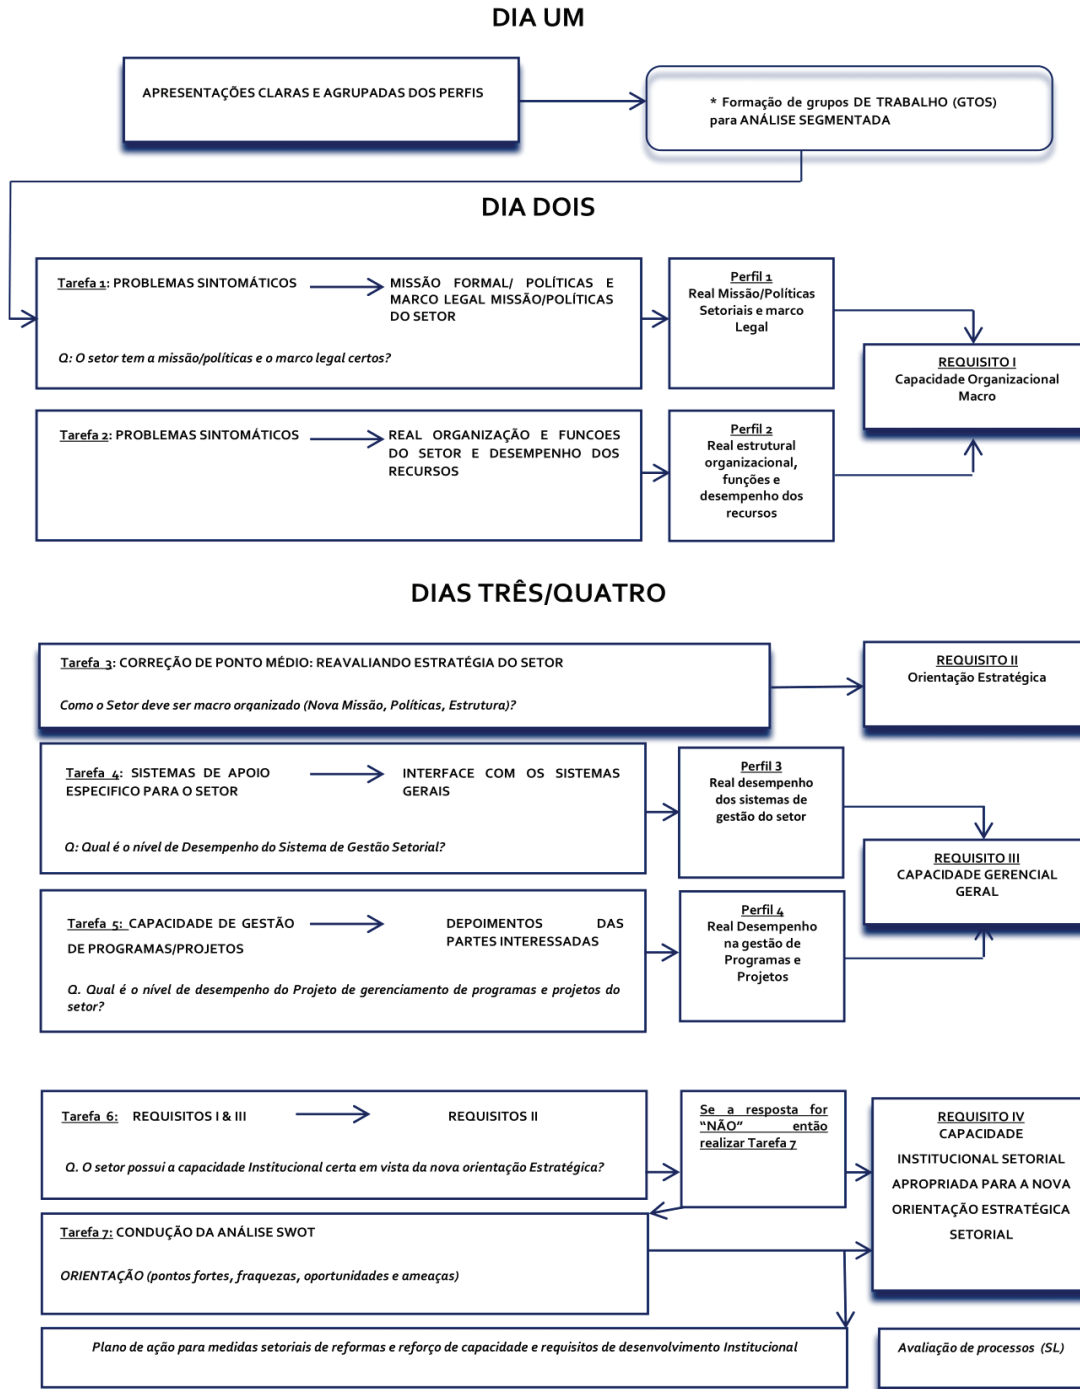 DIA UM
APRESENTAÇÕES CLARAS E AGRUPADAS DOS PERFIS
* Formação de grupos DE TRABALHO (GTOS)
para ANÁLISE SEGMENTADA
DIA DOIS
Tarefa 1: PROBLEMAS SINTOMÁTICOS
MISSÃO FORMAL/ POLÍTICAS E
MARCO LEGAL MISSÃO/POLÍTICAS
DO SETOR
Q: O setor tem a missão/políticas e o marco legal certos?
Perfil 1
Real Missão/Políticas
Setoriais e marco
Legal
REQUISITO I
Capacidade Organizacional
Macro
Tarefa 2: PROBLEMAS SINTOMÁTICOS
REAL ORGANIZAÇÃO E FUNCOES
DO SETOR E DESEMPENHO DOS
RECURSOS
Perfil 2
Real estrutural
organizacional,
funções e
desempenho dos
recursos
DIAS TRÊS/QUATRO
Tarefa 3: CORREÇÃO DE PONTO MÉDIO: REAVALIANDO ESTRATÉGIA DO SETOR
Como o Setor deve ser macro organizado (Nova Missão, Políticas, Estrutura)?
REQUISITO II
Orientação Estratégica
Tarefa 4: SISTEMAS DE APOIO
ESPECIFICO PARA O SETOR
INTERFACE COM OS SISTEMAS
GERAIS
Q: Qual é o nível de Desempenho do Sistema de Gestão Setorial?
Perfil 3
Real desempenho
dos sistemas de
gestão do setor
REQUISITO III
CAPACIDADE GERENCIAL
GERAL
Tarefa 5: CAPACIDADE DE GESTÃO
DE PROGRAMAS/PROJETOS
DEPOIMENTOS DAS
PARTES INTERESSADAS
Q. Qual é o nível de desempenho do Projeto de gerenciamento de programas e projetos do
setor?
Perfil 4
Real Desempenho
na gestão de
Programas e
Projetos
Tarefa 6: REQUISITOS I & III
REQUISITOS II
Q. O setor possui a capacidade Institucional certa em vista da nova orientação Estratégica?
Se a resposta for
"NÃO" então
realizar Tarefa 7
REQUISITO IV
CAPACIDADE
INSTITUCIONAL SETORIAL
APROPRIADA PARA A NOVA
ORIENTAÇÃO ESTRATÉGICA
SETORIAL
Tarefa 7: CONDUÇÃO DA ANÁLISE SWOT
ORIENTAÇÃO (pontos fortes, fraquezas, oportunidades e ameaças)
Plano de ação para medidas setoriais de reformas e reforço de capacidade e requisitos de desenvolvimento Institucional
Avaliação de processos (SL)